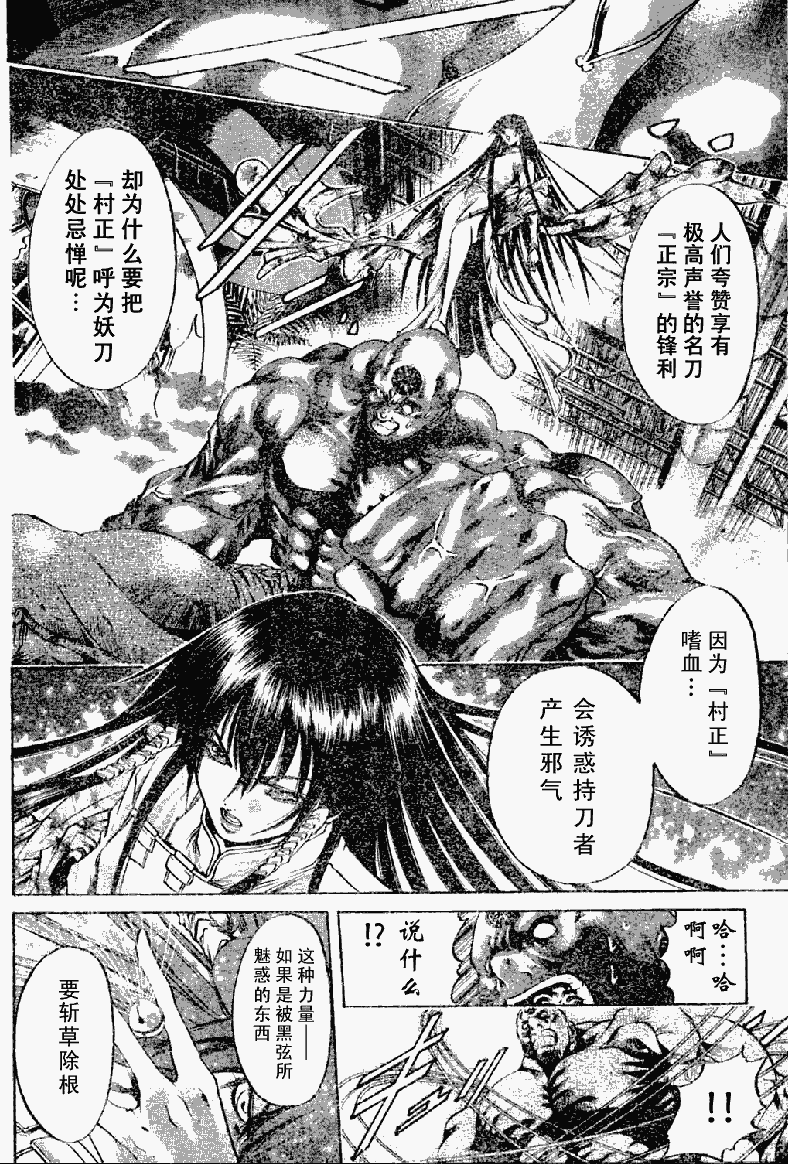 人们夸赞享有
极高声誉的名刀
『正宗』的锋利
却为什么要把
『村正』呼为妖刀
处处忌惮呢…
因为『村正』
嗜血…
会诱惑持刀者
产生邪气
哈…哈
啊啊
说什么
!?
!!
这种力量——
如果是被黑弦所
魅惑的东西
要斩草除根